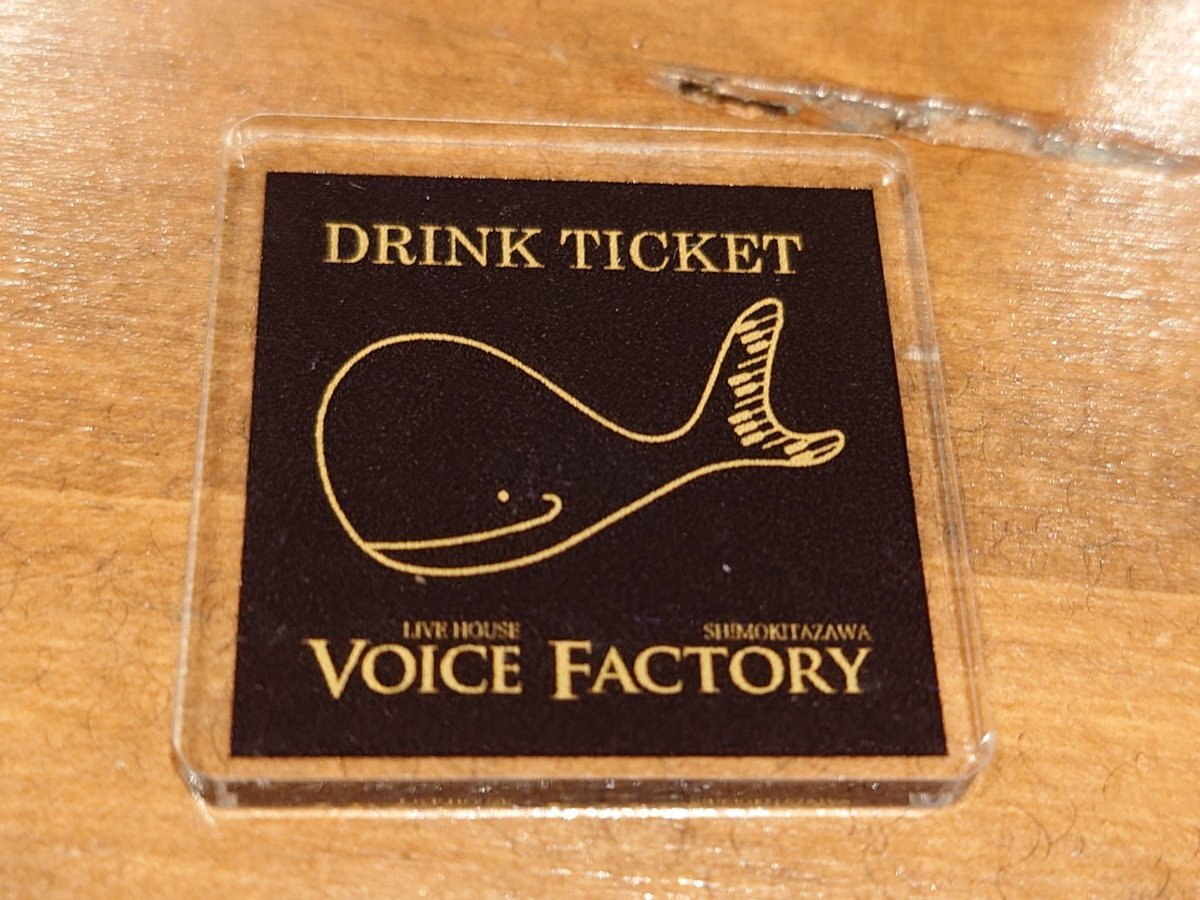 DRINK TICKET
LIVE HOUSE SHIMOKITAZAWA
VOICE FACTORY